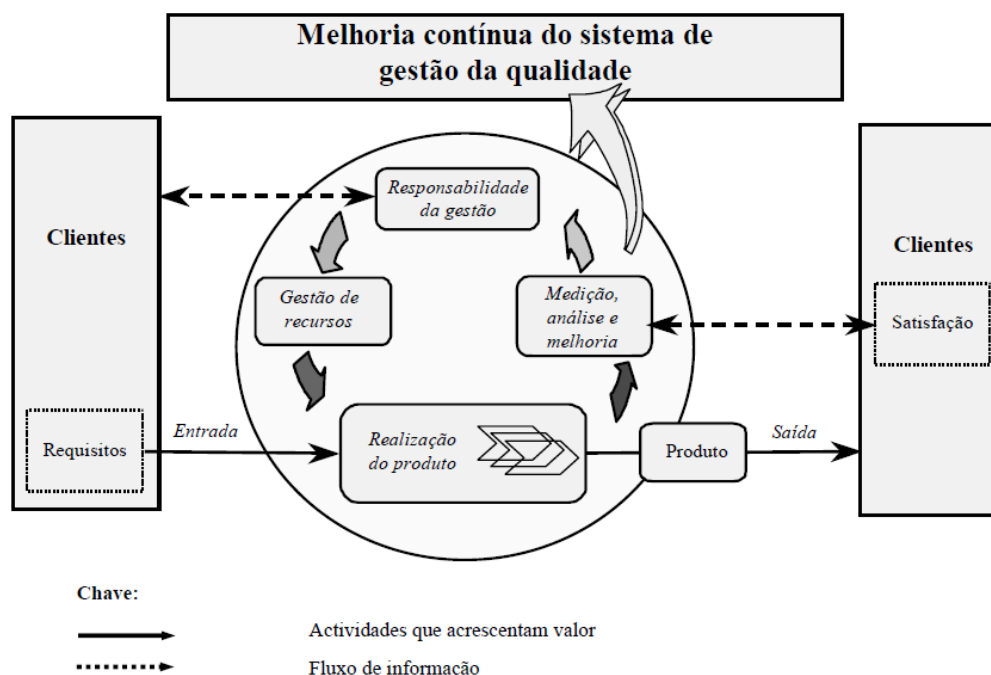 Melhoria contínua do sistema de
gestão da qualidade
Responsabilidade
da gestão
Clientes
Clientes
Gestão de
recursos
Medição,
análise e
melhoria
Satisfação
Requisitos
Entrada
Realização
do produto
Produto
Saída
Chave:
Actividades que acrescentam valor
Fluxo de informação